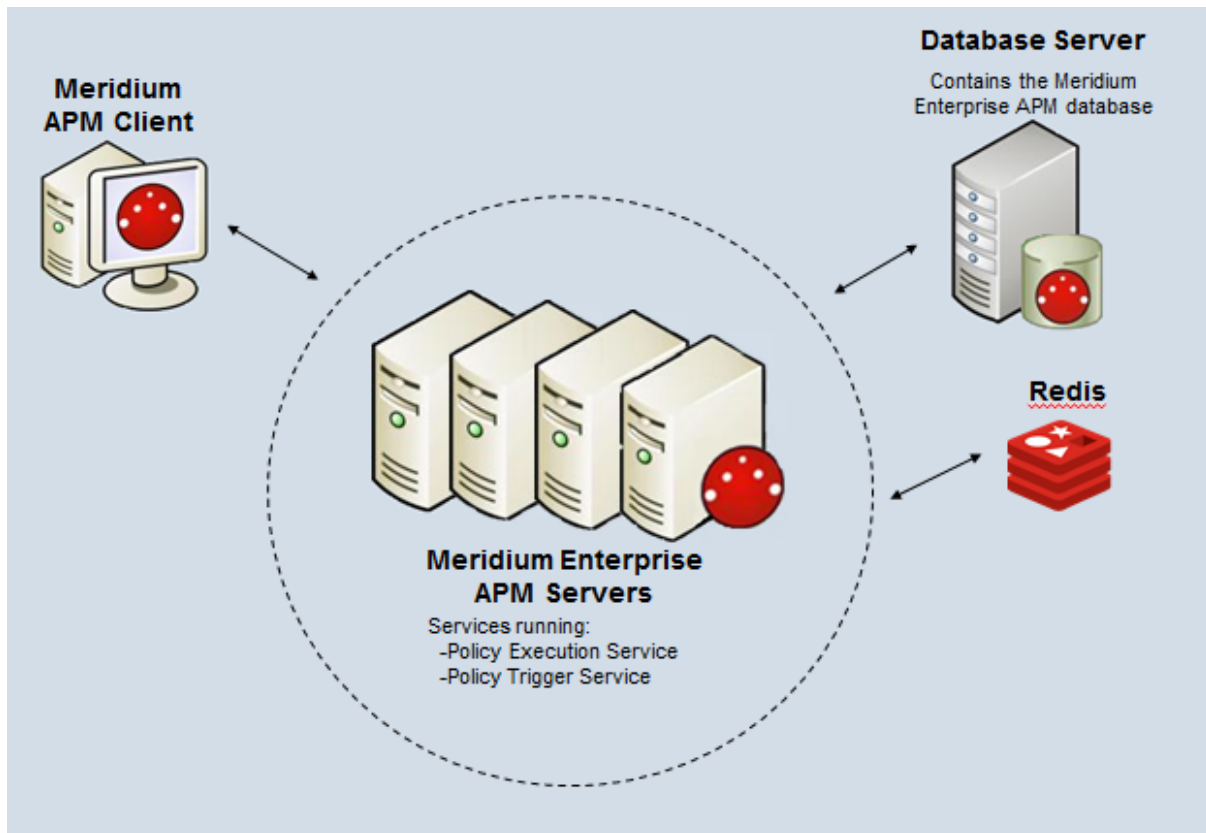 Meridium
APM Client
Database Server
Contains the Meridium
Enterprise APM database
Redis
Meridium Enterprise
APM Servers
Services running:
-Policy Execution Service
-Policy Trigger Service